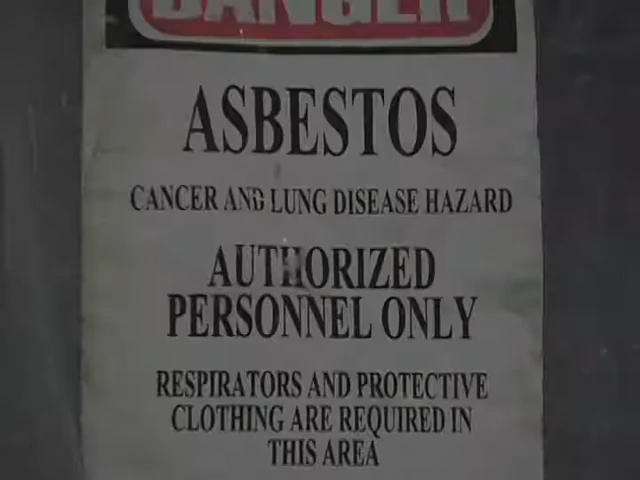 DANGER
ASBESTOS
CANCER AND LUNG DISEASE HAZARD
AUTHORIZED
PERSONNEL ONLY
RESPIRATORS AND PROTECTIVE
CLOTHING ARE REQUIRED IN
THIS AREA